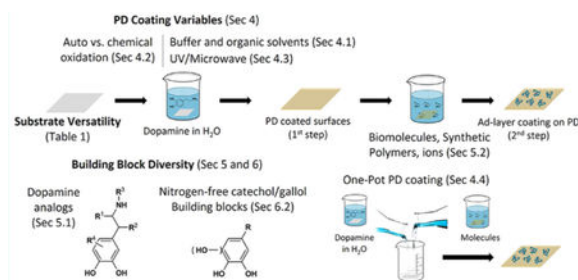 PD Coating Variables (Sec 4)
Auto vs. chemical
oxidation (Sec 4.2)
Buffer and organic solvents (Sec 4.1)
UV/Microwave (Sec 4.3)
Substrate Versatility
(Table 1)
Dopamine in H2O
PD coated surfaces
(1st step)
Biomolecules, Synthetic
Polymers, ions (Sec 5.2)
Ad-layer coating on PD
(2nd step)
Building Block Diversity (Sec 5 and 6)
Dopamine
analogs
(Sec 5.1)
R3
HN
R1
R2
R4
OH
OH
Nitrogen-free catechol/gallol
Building blocks (Sec 6.2)
R
(HO
OH
OH
One-Pot PD coating (Sec 4.4)
Dopamine
in H2O
Molecules